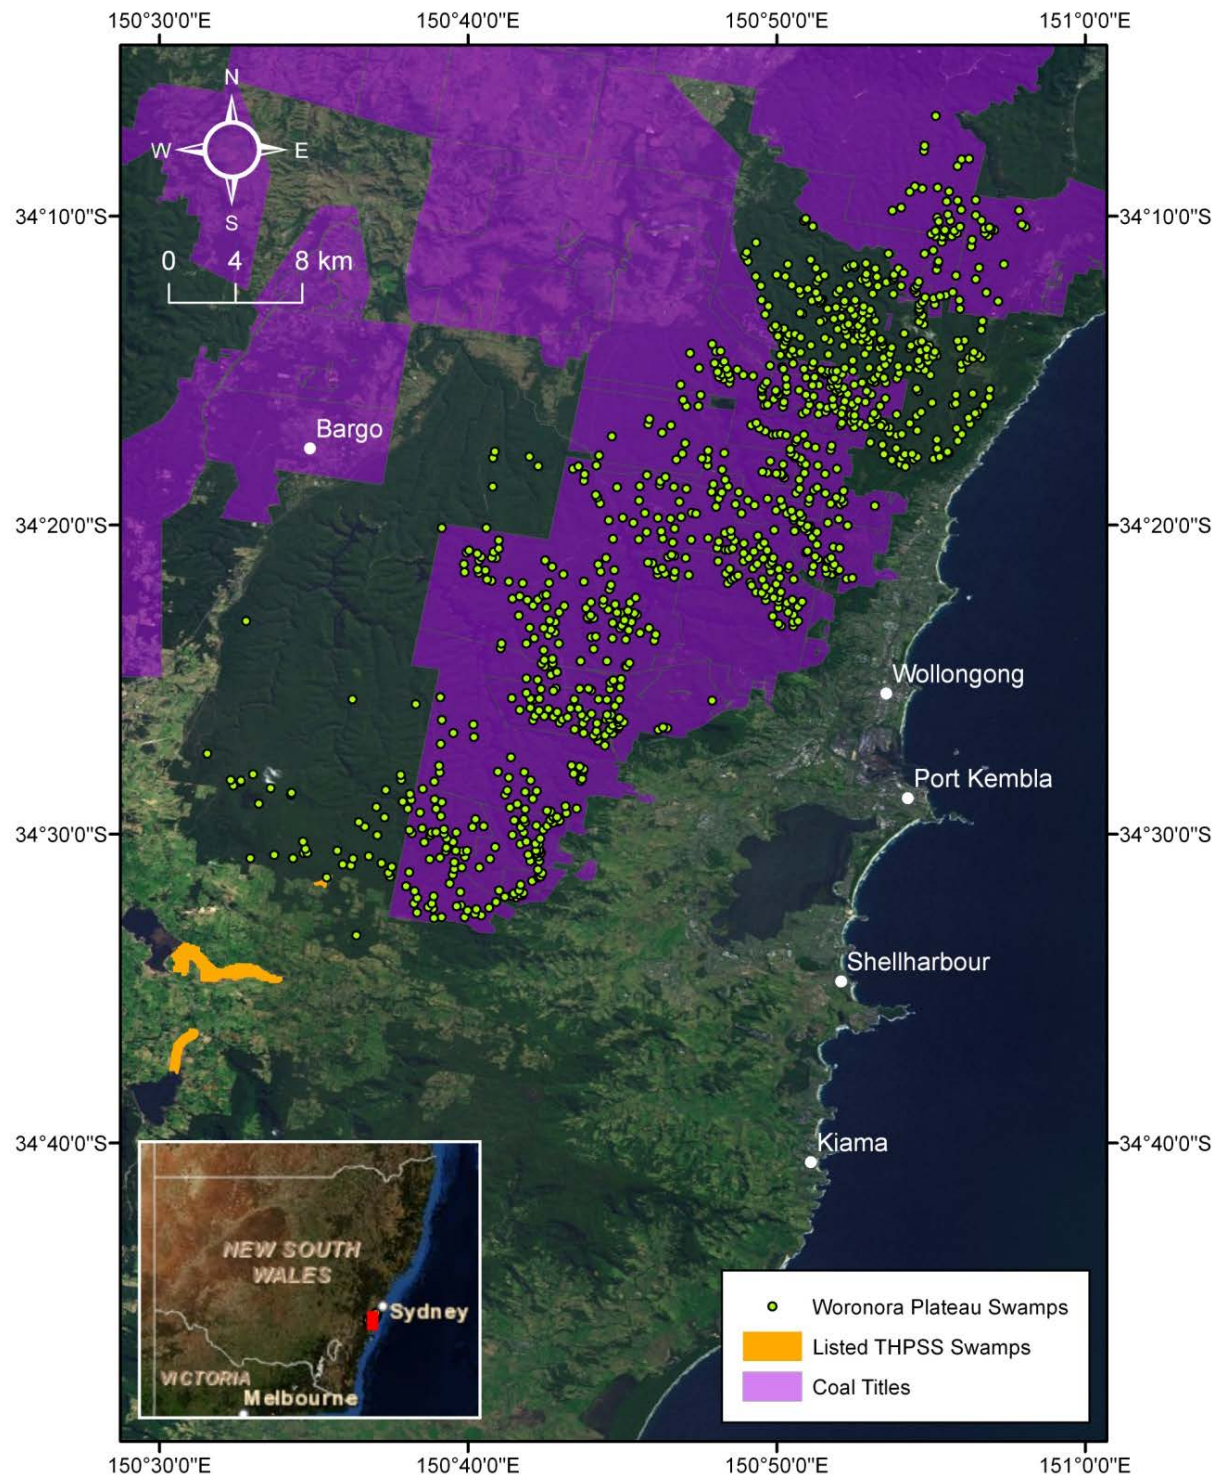 150°30'0"E 150°40'0"E 150°50'0"E 151°0'0"E
N
W E
S
34°10'0"S 34°10'0"S
0 4 8 km
Bargo
34°20'0"S 34°20'0"S
Wollongong
Port Kembla
34°30'0"S 34°30'0"S
Shellharbour
34°40'0"S 34°40'0"S
Kiama
NEW SOUTH
WALES
Sydney
VICTORIA
Melbourne
Woronora Plateau Swamps
Listed THPSS Swamps
Coal Titles
150°30'0"E 150°40'0"E 150°50'0"E 151°0'0"E